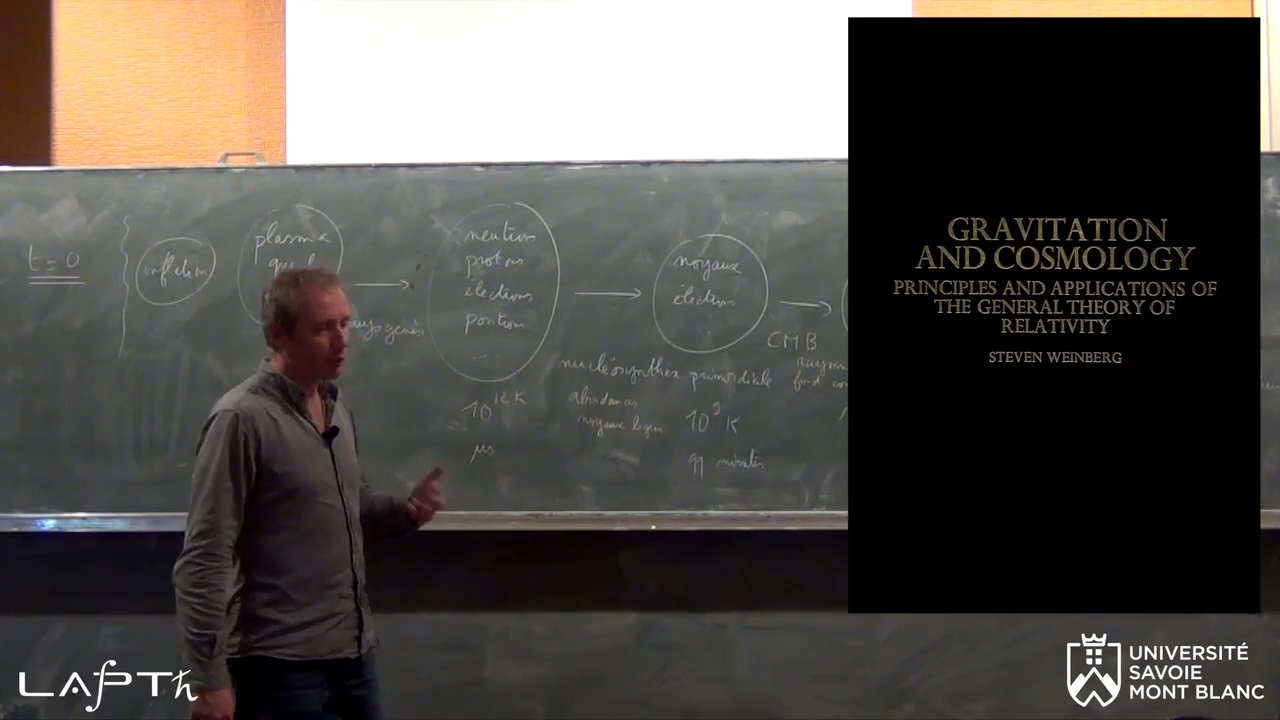 t=0
inflation
plasma
neutrons
protons
électrons
positrons
....
noyaux
électrons
...
CMB
nucléosynthèse primordiale
abondances
noyaux légers
10¹² K
μs
10⁹ K
qq minutes
GRAVITATION
AND COSMOLOGY
PRINCIPLES AND APPLICATIONS OF
THE GENERAL THEORY OF
RELATIVITY
STEVEN WEINBERG
LAPTh
UNIVERSITÉ
SAVOIE
MONT BLANC